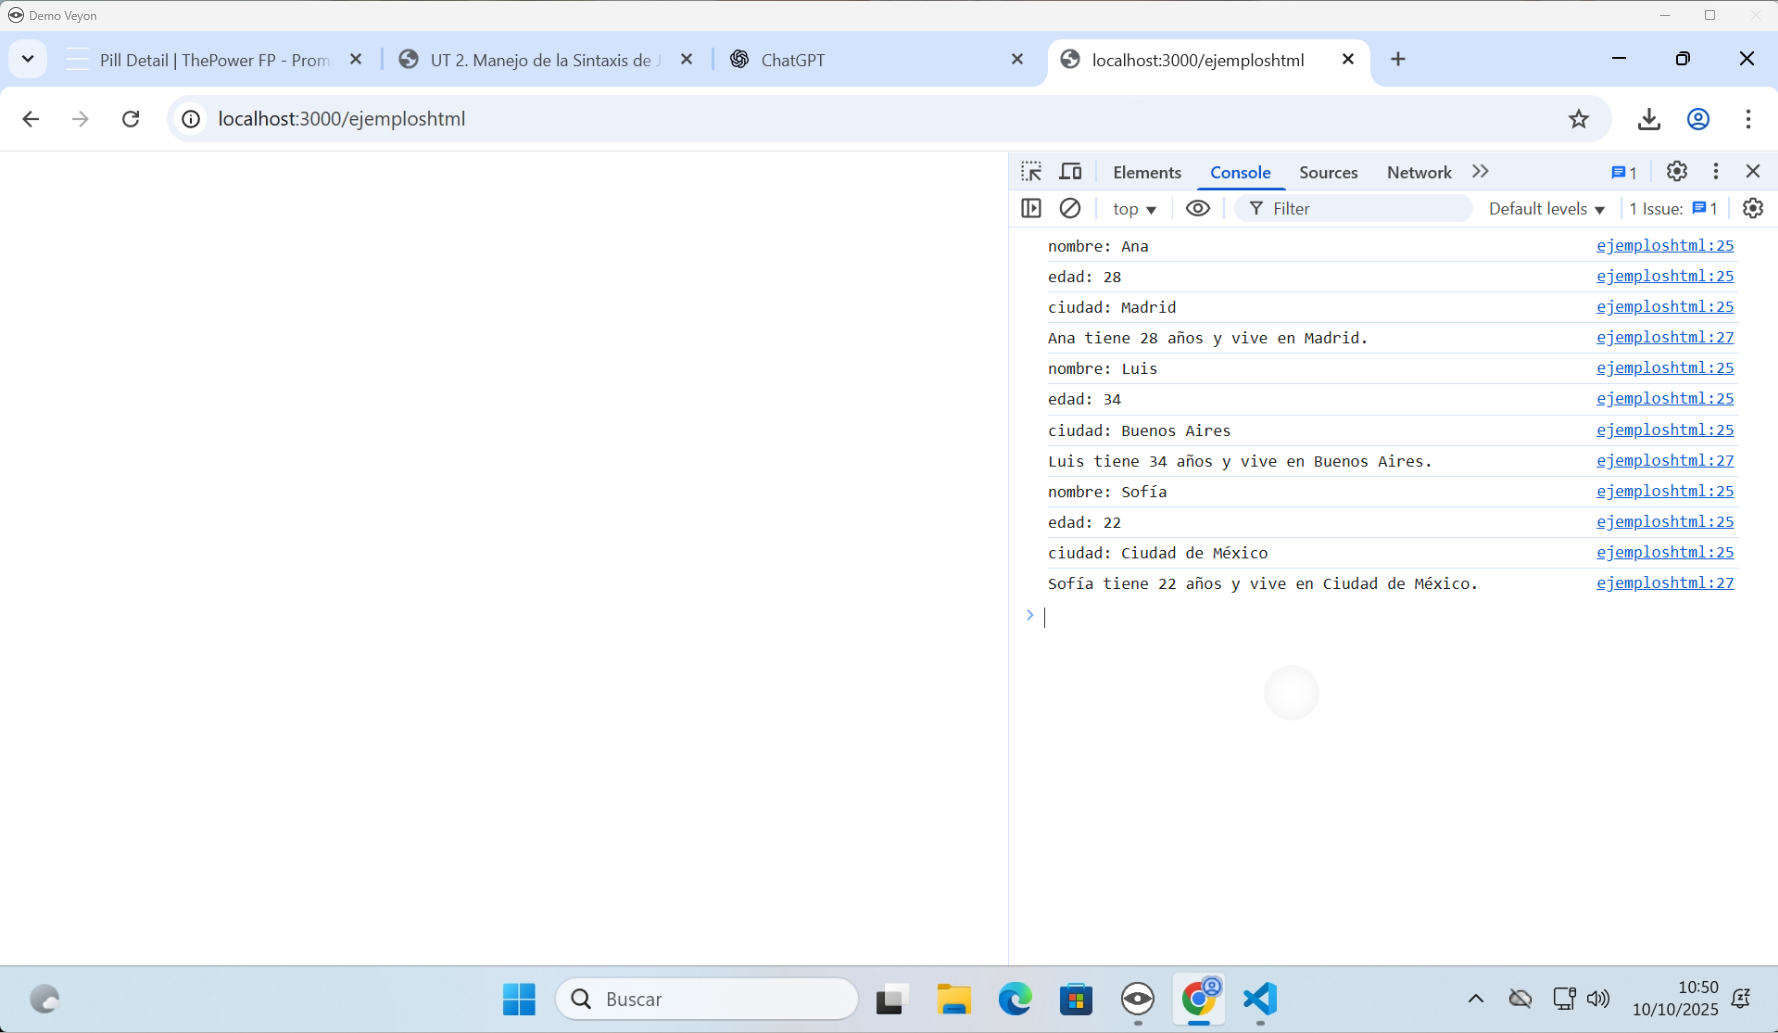 Demo Veyon
Pill Detail | ThePower FP - Prom
UT 2. Manejo de la Sintaxis de J
ChatGPT
localhost:3000/ejemploshtml
localhost:3000/ejemploshtml
Elements Console Sources Network 1
top Filter Default levels 1 Issue: 1
nombre: Ana ejemploshtml:25
edad: 28 ejemploshtml:25
ciudad: Madrid ejemploshtml:25
Ana tiene 28 años y vive en Madrid. ejemploshtml:27
nombre: Luis ejemploshtml:25
edad: 34 ejemploshtml:25
ciudad: Buenos Aires ejemploshtml:25
Luis tiene 34 años y vive en Buenos Aires. ejemploshtml:27
nombre: Sofía ejemploshtml:25
edad: 22 ejemploshtml:25
ciudad: Ciudad de México ejemploshtml:25
Sofía tiene 22 años y vive en Ciudad de México. ejemploshtml:27
Buscar
10:50
10/10/2025